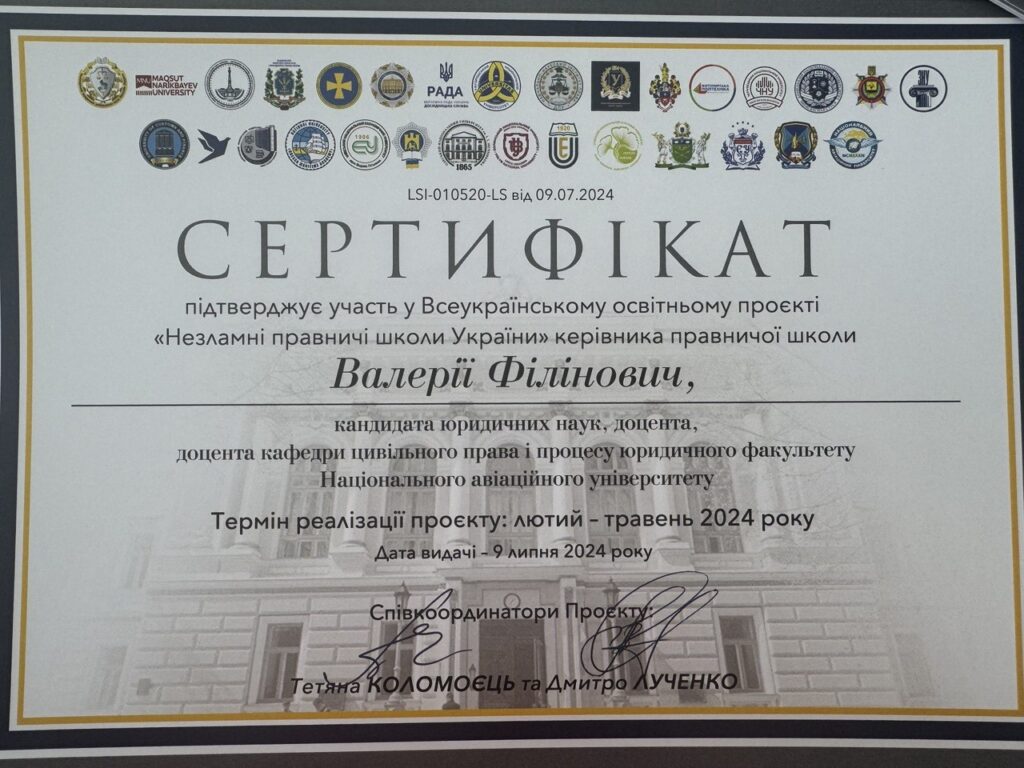 MNU MAQSUT NARIKBAYEV UNIVERSITY
РАДА
1865
1920
LSI-010520-LS від 09.07.2024
СЕРТИФІКАТ
підтверджує участь у Всеукраїнському освітньому проєкті
«Незламні правничі школи України» керівника правничої школи
Валерії Філінович,
кандидата юридичних наук, доцента,
доцента кафедри цивільного права і процесу юридичного факультету
Національного авіаційного університету
Термін реалізації проєкту: лютий – травень 2024 року
Дата видачі – 9 липня 2024 року
Співкоординатори Проєкту:
Тетяна КОЛОМОЄЦЬ та Дмитро ЛУЧЕНКО